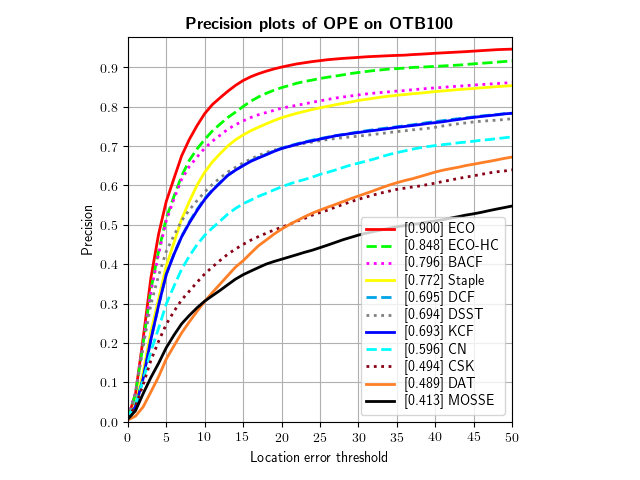 Precision plots of OPE on OTB100
Precision
0.9
0.8
0.7
0.6
0.5
0.4
0.3
0.2
0.1
0.0
0 5 10 15 20 25 30 35 40 45 50
Location error threshold
[0.900] ECO
[0.848] ECO-HC
[0.796] BACF
[0.772] Staple
[0.695] DCF
[0.694] DSST
[0.693] KCF
[0.596] CN
[0.494] CSK
[0.489] DAT
[0.413] MOSSE